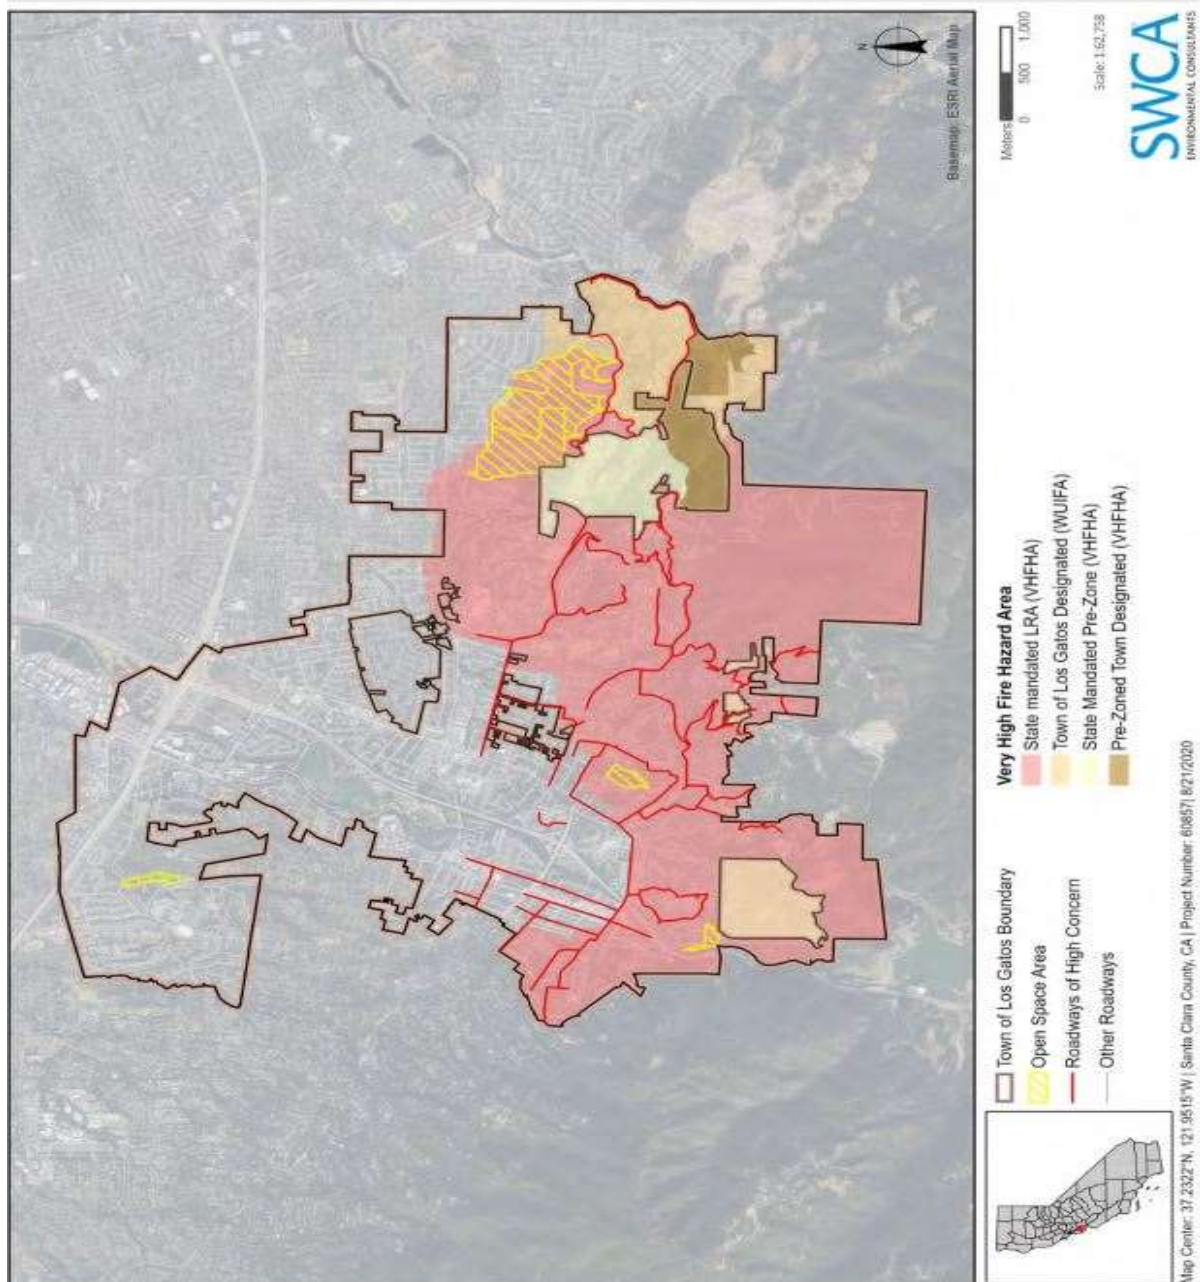 N
Basemap: ESRI Aerial Map
Town of Los Gatos Boundary
Open Space Area
Roadways of High Concern
Other Roadways
Very High Fire Hazard Area
State mandated LRA (VHFHA)
Town of Los Gatos Designated (WUIFA)
State Mandated Pre-Zone (VHFHA)
Pre-Zoned Town Designated (VHFHA)
Meters
0 500 1,000
Scale: 1:62,758
SWCA
ENVIRONMENTAL CONSULTANTS
Map Center: 37.2322°N, 121.9515°W | Santa Clara County, CA | Project Number: 60857| 8/21/2020